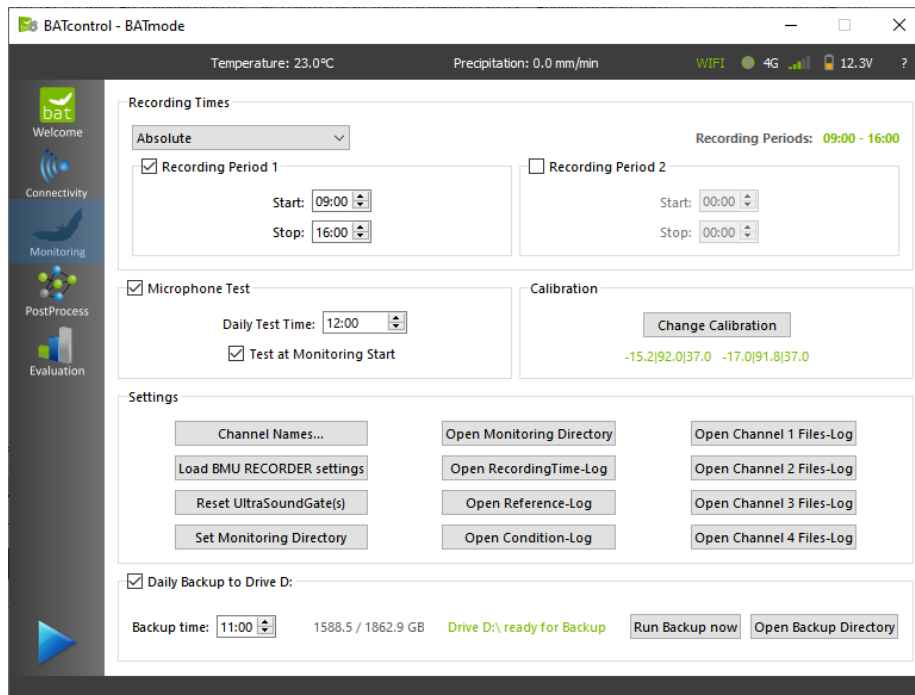 BATcontrol - BATmode
Temperature: 23.0°C Precipitation: 0.0 mm/min WIFI 4G 12.3V ?
bat
Welcome
Connectivity
Monitoring
PostProcess
Evaluation
Recording Times
Absolute Recording Periods: 09:00 - 16:00
Recording Period 1
Start: 09:00
Stop: 16:00
Recording Period 2
Start: 00:00
Stop: 00:00
Microphone Test
Daily Test Time: 12:00
Test at Monitoring Start
Calibration
Change Calibration
-15.2|92.0|37.0 -17.0|91.8|37.0
Settings
Channel Names... Open Monitoring Directory Open Channel 1 Files-Log
Load BMU RECORDER settings Open RecordingTime-Log Open Channel 2 Files-Log
Reset UltraSoundGate(s) Open Reference-Log Open Channel 3 Files-Log
Set Monitoring Directory Open Condition-Log Open Channel 4 Files-Log
Daily Backup to Drive D:
Backup time: 11:00 1588.5 / 1862.9 GB Drive D:\ ready for Backup Run Backup now Open Backup Directory